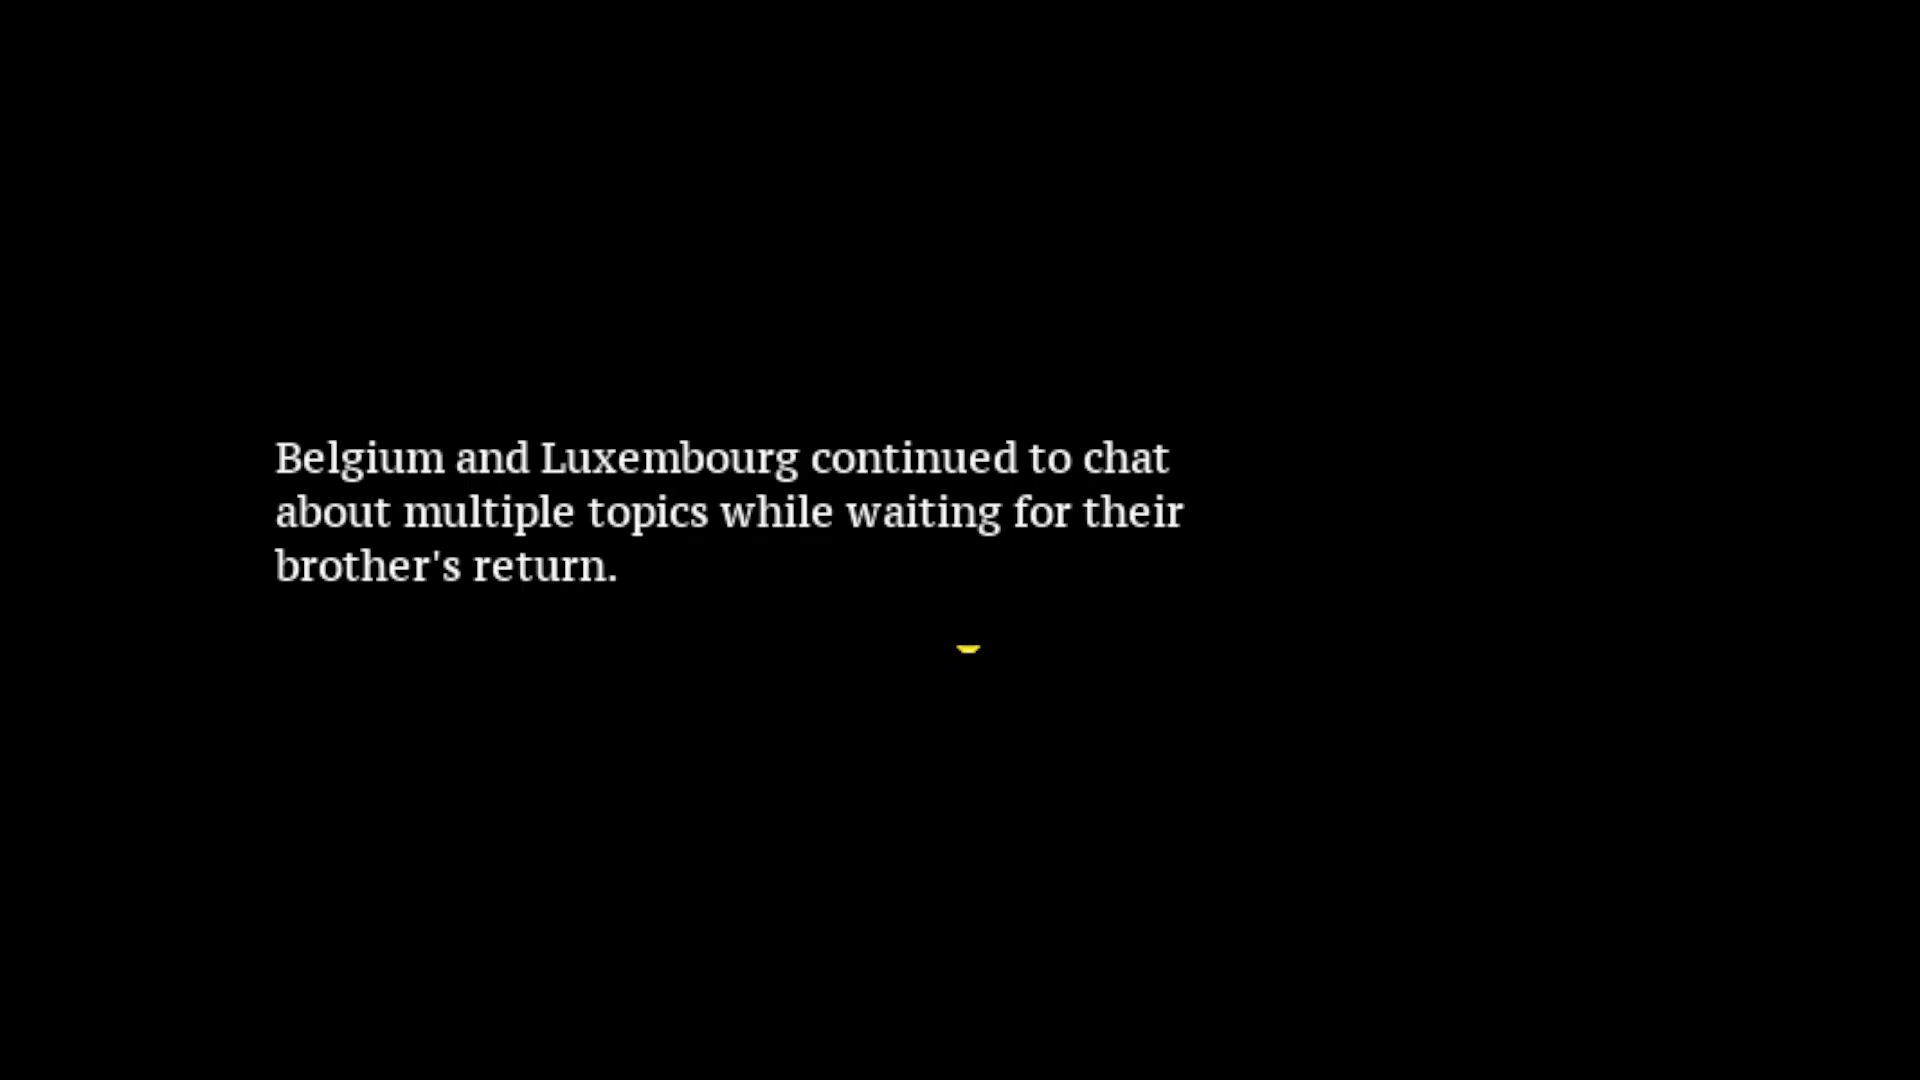 Belgium and Luxembourg continued to chat
about multiple topics while waiting for their
brother's return.